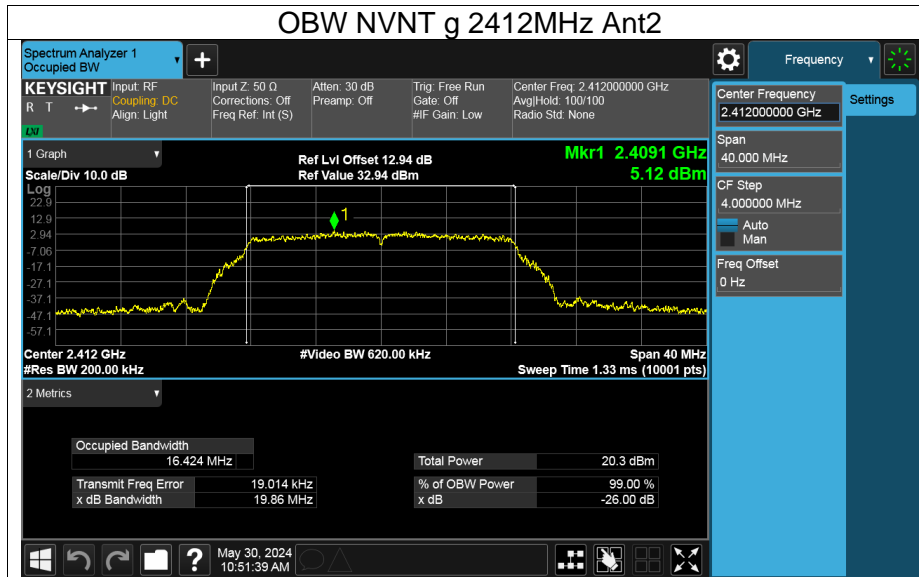 OBW NVNT g 2412MHz Ant2
Spectrum Analyzer 1
Occupied BW
+
Frequency
KEYSIGHT
R T
LXI
Input: RF
Coupling: DC
Align: Light
Input Z: 50 Ω
Corrections: Off
Freq Ref: Int (S)
Atten: 30 dB
Preamp: Off
Trig: Free Run
Gate: Off
#IF Gain: Low
Center Freq: 2.412000000 GHz
Avg|Hold: 100/100
Radio Std: None
Center Frequency
2.412000000 GHz
Settings
Span
40.000 MHz
CF Step
4.000000 MHz
Auto
Man
Freq Offset
0 Hz
1 Graph
Scale/Div 10.0 dB
Ref Lvl Offset 12.94 dB
Ref Value 32.94 dBm
Mkr1 2.4091 GHz
5.12 dBm
Log
22.9
12.9
2.94
-7.06
-17.1
-27.1
-37.1
-47.1
-57.1
1
Center 2.412 GHz
#Res BW 200.00 kHz
#Video BW 620.00 kHz
Span 40 MHz
Sweep Time 1.33 ms (10001 pts)
2 Metrics
Occupied Bandwidth
16.424 MHz
Total Power 20.3 dBm
Transmit Freq Error 19.014 kHz
% of OBW Power 99.00 %
x dB Bandwidth 19.86 MHz
x dB -26.00 dB
?
May 30, 2024
10:51:39 AM